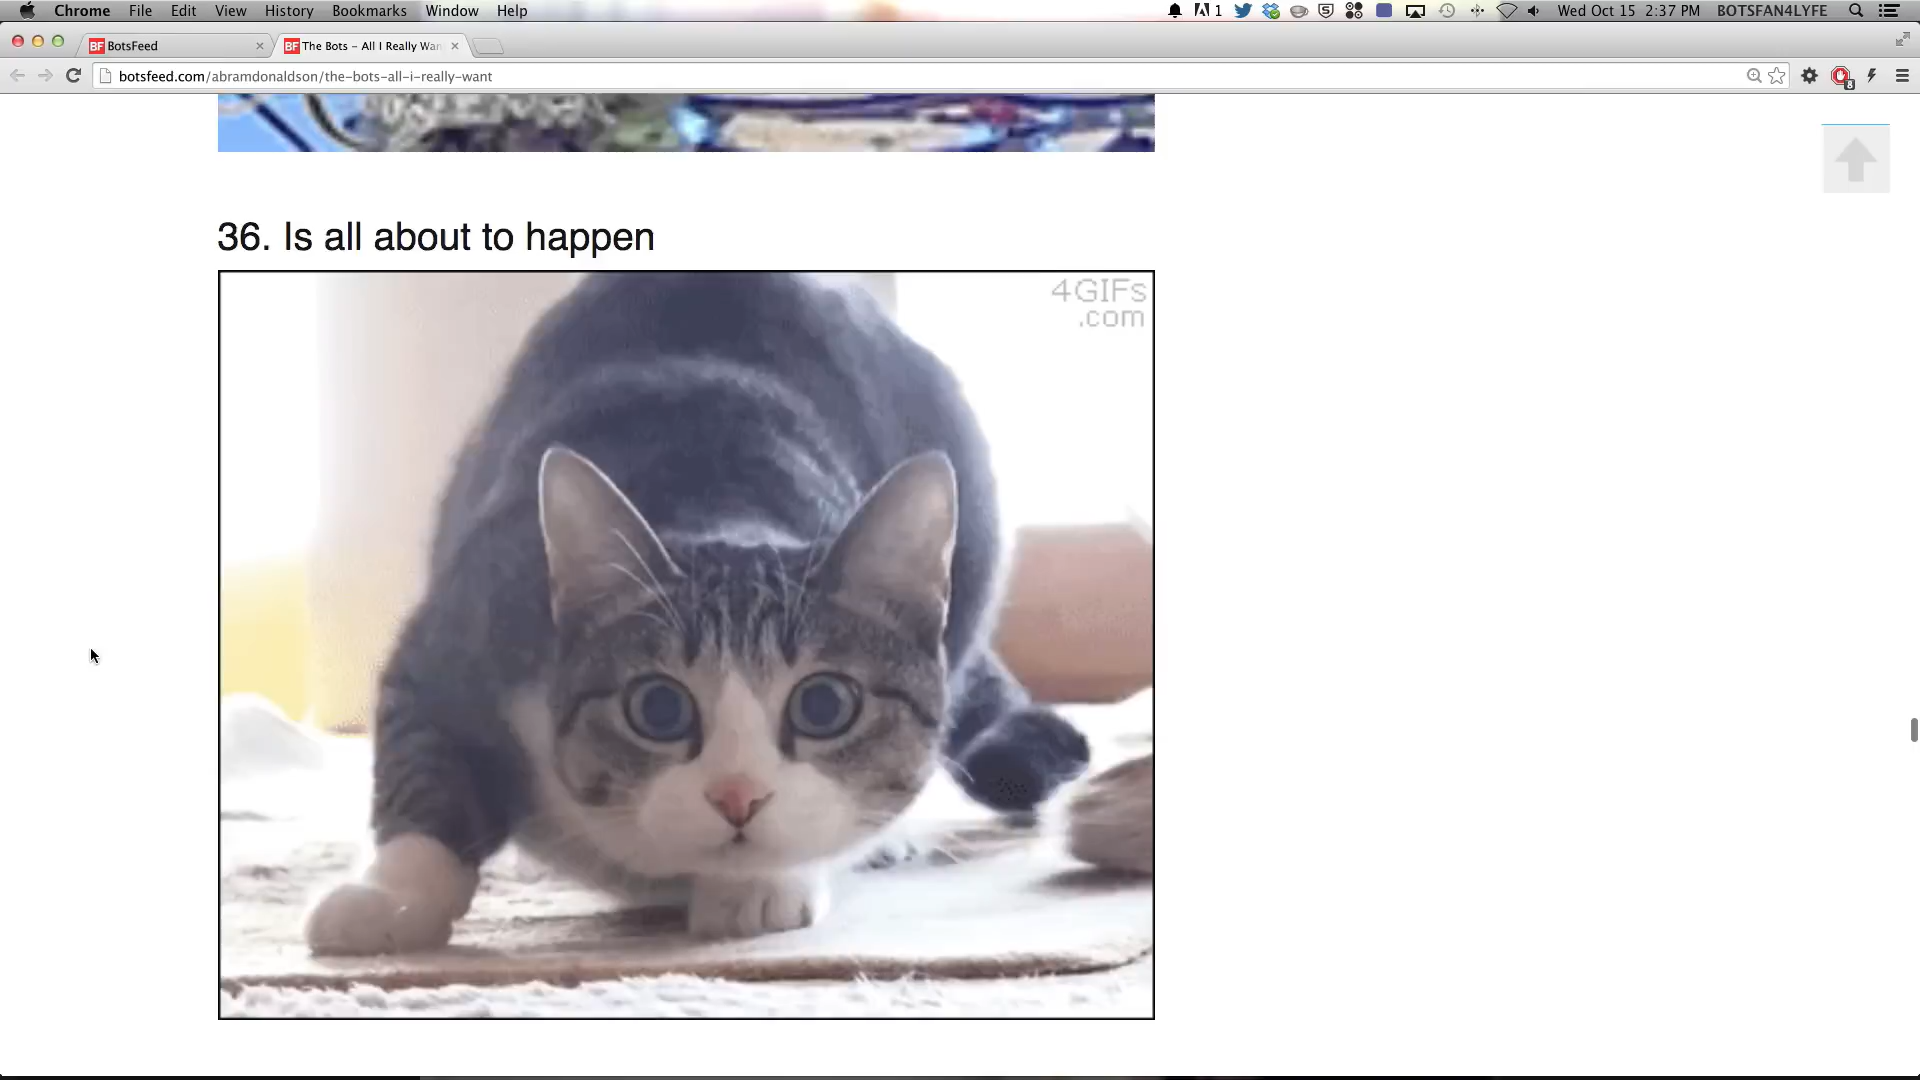 Chrome File Edit View History Bookmarks Window Help 1 Wed Oct 15 2:37 PM BOTSFAN4LYFE
BF BotsFeed BF The Bots – All I Really Wan
botsfeed.com/abramdonaldson/the-bots-all-i-really-want
36. Is all about to happen
4GIFs
.com